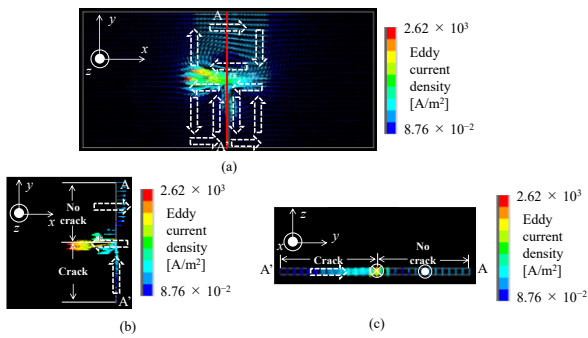 A
y
x
z
A'
2.62 × 10³
Eddy
current
density
[A/m²]
8.76 × 10⁻²
(a)
y
x
z
A
No
crack
Crack
A'
2.62 × 10³
Eddy
current
density
[A/m²]
8.76 × 10⁻²
(b)
z
x
y
No
Crack
crack
A'
A
2.62 × 10³
Eddy
current
density
[A/m²]
8.76 × 10⁻²
(c)